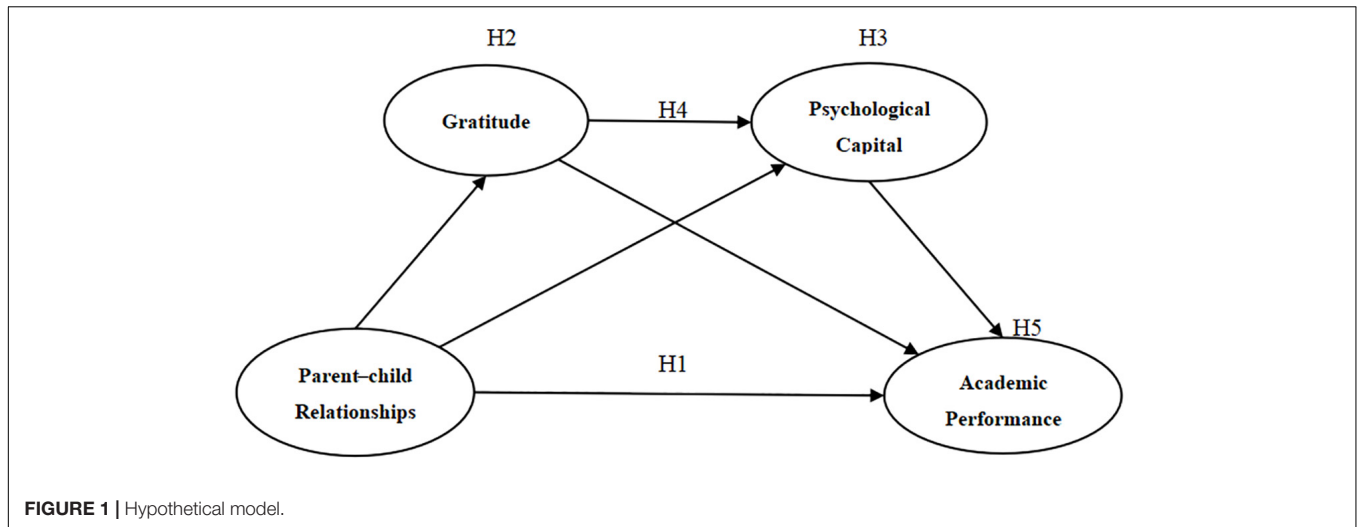 H2
H3
Gratitude
H4
Psychological
Capital
H5
H1
Parent–child
Relationships
Academic
Performance
FIGURE 1 | Hypothetical model.